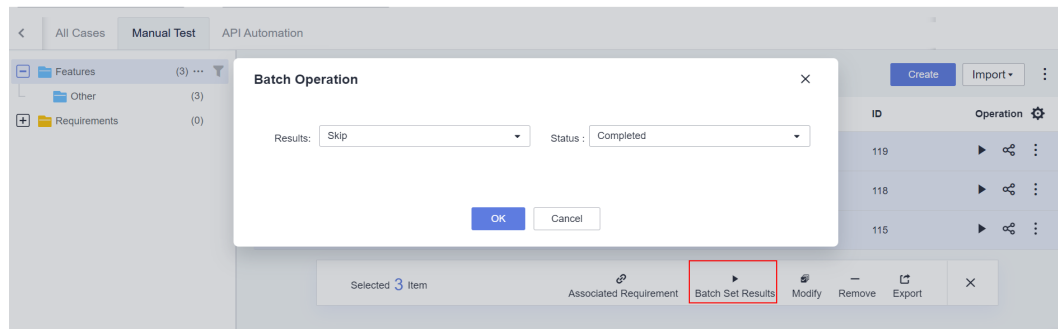 All Cases Manual Test API Automation
Features (3) ...
Other (3)
Requirements (0)
Batch Operation
Results: Skip Status : Completed
OK Cancel
Create Import
ID Operation
119
118
115
Selected 3 Item Associated Requirement Batch Set Results Modify Remove Export